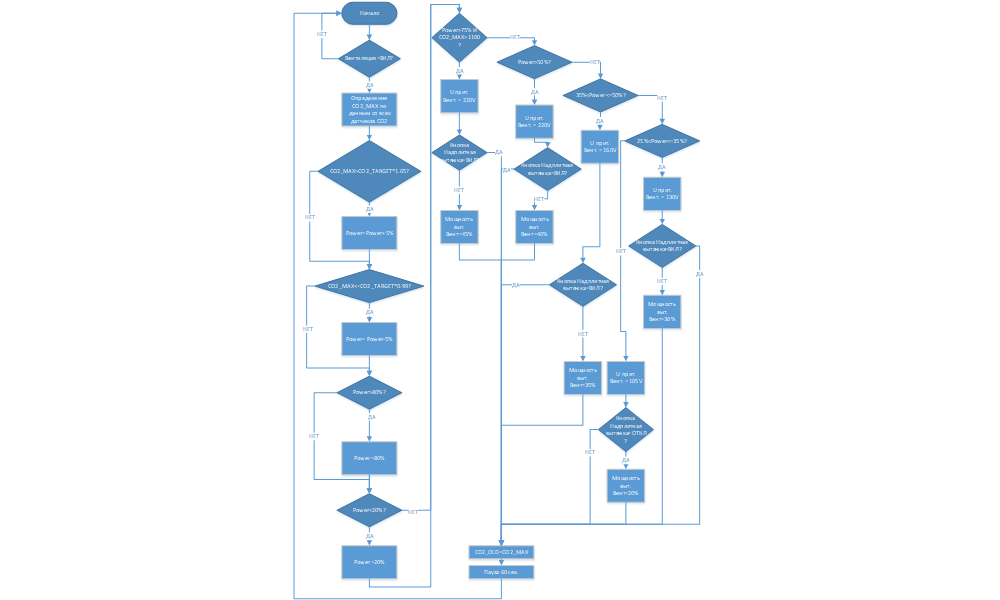 Начало
НЕТ
Вентиляция=ВКЛ?
ДА
Определение
CO2_MAX по
данным со всех
датчиков CO2
CO2_MAX>CO2_TARGET*1.05?
ДА
НЕТ
Power=Power+5%
CO2_MAX<=CO2_TARGET*0.99?
ДА
НЕТ
Power=Power-5%
Power>80%?
ДА
НЕТ
Power=80%
Power<20%?
НЕТ
ДА
Power=20%
Power>75% И
CO2_MAX>1100
?
НЕТ
ДА
U прит.
Вент. = 220V
Кнопка
Надплитная
вытяжка=ВКЛ?
ДА
НЕТ
Мощность
выт.
Вент=45%
Power>50%?
НЕТ
ДА
U прит.
Вент. = 220V
Кнопка Надплитная
вытяжка=ВКЛ?
ДА
НЕТ
Мощность
выт.
Вент=40%
35%<Power<=50%?
НЕТ
ДА
U прит.
Вент. = 160V
Кнопка Надплитная
вытяжка=ВКЛ?
ДА
НЕТ
Мощность
выт.
Вент=35%
25%<Power<=35%?
НЕТ
ДА
U прит.
Вент. = 130V
Кнопка Надплитная
вытяжка=ВКЛ?
ДА
НЕТ
Мощность
выт.
Вент=30%
U прит.
Вент. = 105V
Кнопка
Надплитная
вытяжка=ОТКЛ
?
НЕТ
ДА
Мощность
выт.
Вент=20%
CO2_OLD=CO2_MAX
Пауза 60 сек.